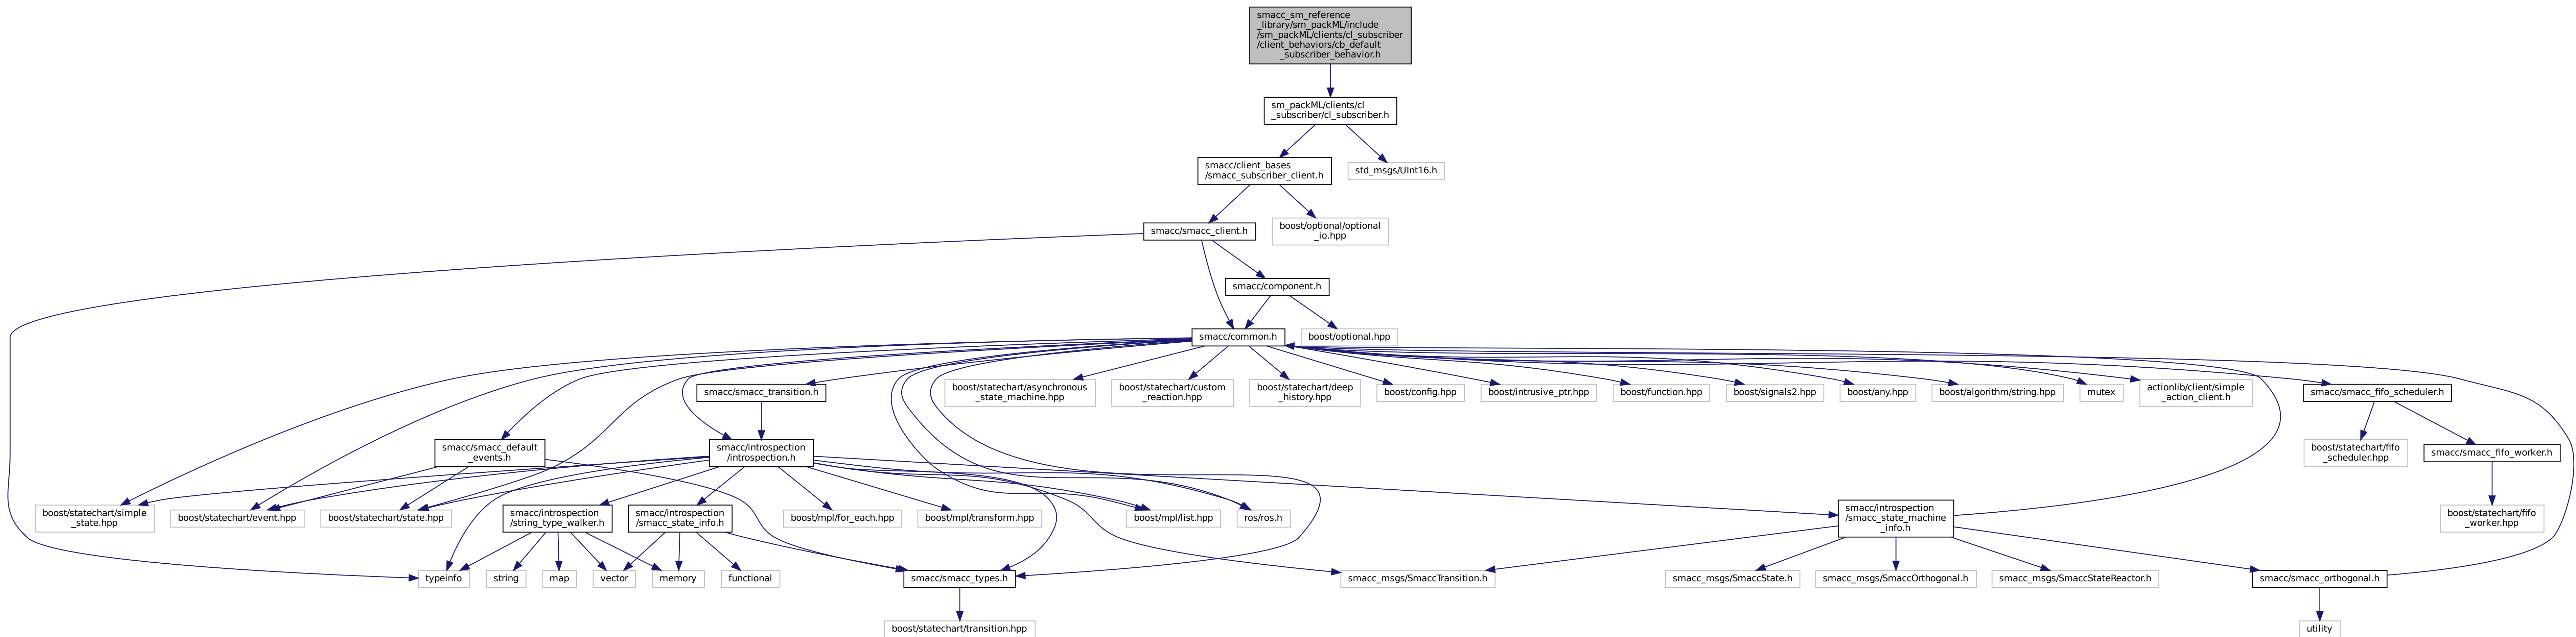 smacc_sm_reference
_library/sm_packML/include
/sm_packML/clients/cl_subscriber
/client_behaviors/cb_default
_subscriber_behavior.h
sm_packML/clients/cl
_subscriber/cl_subscriber.h
smacc/client_bases
/smacc_subscriber_client.h
std_msgs/UInt16.h
smacc/smacc_client.h
boost/optional/optional
_io.hpp
smacc/component.h
smacc/common.h
boost/optional.hpp
smacc/smacc_transition.h
boost/statechart/asynchronous
_state_machine.hpp
boost/statechart/custom
_reaction.hpp
boost/statechart/deep
_history.hpp
boost/config.hpp
boost/intrusive_ptr.hpp
boost/function.hpp
boost/signals2.hpp
boost/any.hpp
boost/algorithm/string.hpp
mutex
actionlib/client/simple
_action_client.h
smacc/smacc_fifo_scheduler.h
smacc/smacc_default
_events.h
smacc/introspection
/introspection.h
boost/statechart/fifo
_scheduler.hpp
smacc/smacc_fifo_worker.h
boost/statechart/simple
_state.hpp
boost/statechart/event.hpp
boost/statechart/state.hpp
smacc/introspection
/string_type_walker.h
smacc/introspection
/smacc_state_info.h
boost/mpl/for_each.hpp
boost/mpl/transform.hpp
boost/mpl/list.hpp
ros/ros.h
smacc/introspection
/smacc_state_machine
_info.h
boost/statechart/fifo
_worker.hpp
typeinfo
string
map
vector
memory
functional
smacc/smacc_types.h
smacc_msgs/SmaccTransition.h
smacc_msgs/SmaccState.h
smacc_msgs/SmaccOrthogonal.h
smacc_msgs/SmaccStateReactor.h
smacc/smacc_orthogonal.h
boost/statechart/transition.hpp
utility